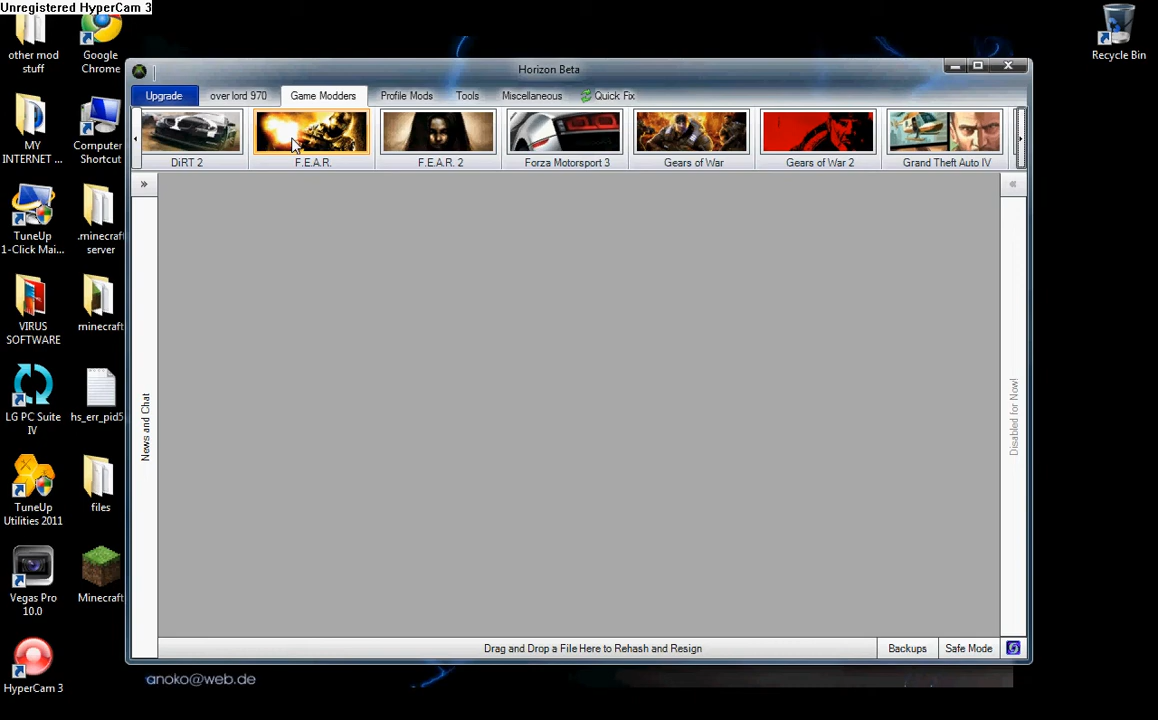 Unregistered HyperCam 3
other mod stuff
Google Chrome
Recycle Bin
MY INTERNET ...
Computer Shortcut
TuneUp 1-Click Mai...
.minecraft server
VIRUS SOFTWARE
minecraft
LG PC Suite IV
hs_err_pid5
TuneUp Utilities 2011
files
Vegas Pro 10.0
Minecraft
HyperCam 3
Horizon Beta
Upgrade over lord 970 Game Modders Profile Mods Tools Miscellaneous Quick Fix
DiRT 2 F.E.A.R. F.E.A.R. 2 Forza Motorsport 3 Gears of War Gears of War 2 Grand Theft Auto IV
» «
News and Chat
Disabled for Now!
Drag and Drop a File Here to Rehash and Resign Backups Safe Mode
anoko@web.de